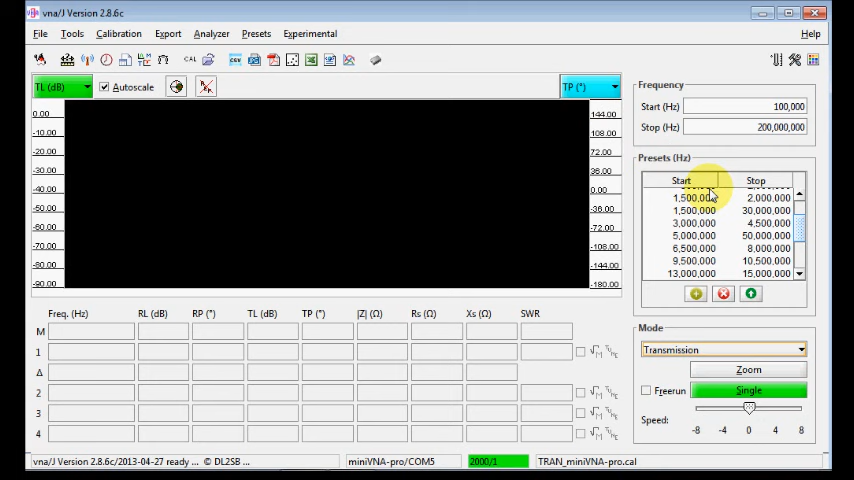 vna/J Version 2.8.6c
File Tools Calibration Export Analyzer Presets Experimental Help
CAL CSV
TL (dB) Autoscale TP (°)
0.00
-10.00
-20.00
-30.00
-40.00
-50.00
-60.00
-70.00
-80.00
-90.00
144.00
108.00
72.00
36.00
0.00
-36.00
-72.00
-108.00
-144.00
-180.00
Frequency
Start (Hz) 100,000
Stop (Hz) 200,000,000
Presets (Hz)
Start Stop
1,500,000 2,000,000
1,500,000 30,000,000
3,000,000 4,500,000
5,000,000 50,000,000
6,500,000 8,000,000
9,500,000 10,500,000
13,000,000 15,000,000
Mode
Transmission
Zoom
Freerun Single
Speed:
-8 -4 0 4 8
Freq. (Hz) RL (dB) RP (°) TL (dB) TP (°) |Z| (Ω) Rs (Ω) Xs (Ω) SWR
M
1
Δ
2
3
4
vna/J Version 2.8.6c/2013-04-27 ready ... © DL2SB miniVNA-pro/COM5 2000/1 TRAN_miniVNA-pro.cal